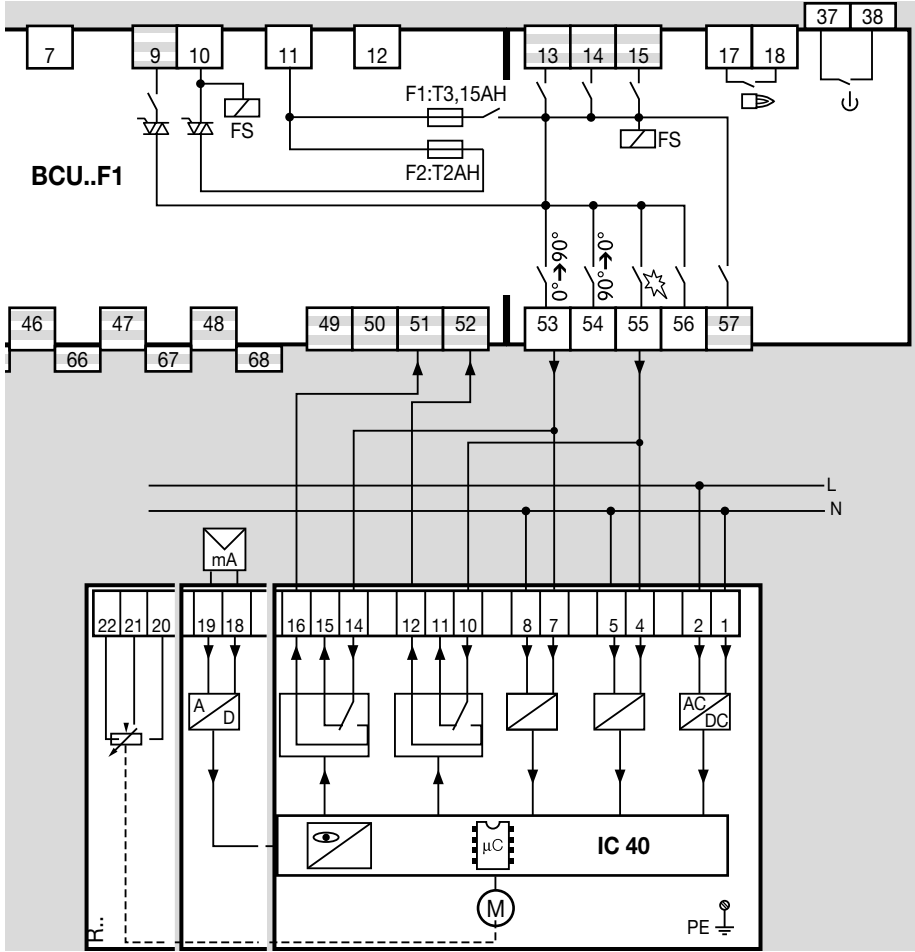 37 38
7 9 10 11 12 13 14 15 17 18
F1:T3,15AH
FS
FS
F2:T2AH
BCU..F1
0°➔90° 90°➔0°
46 47 48 49 50 51 52 53 54 55 56 57
66 67 68
L
N
mA
22 21 20 19 18 16 15 14 12 11 10 8 7 5 4 2 1
A D AC DC
µC IC 40
M
R..
PE